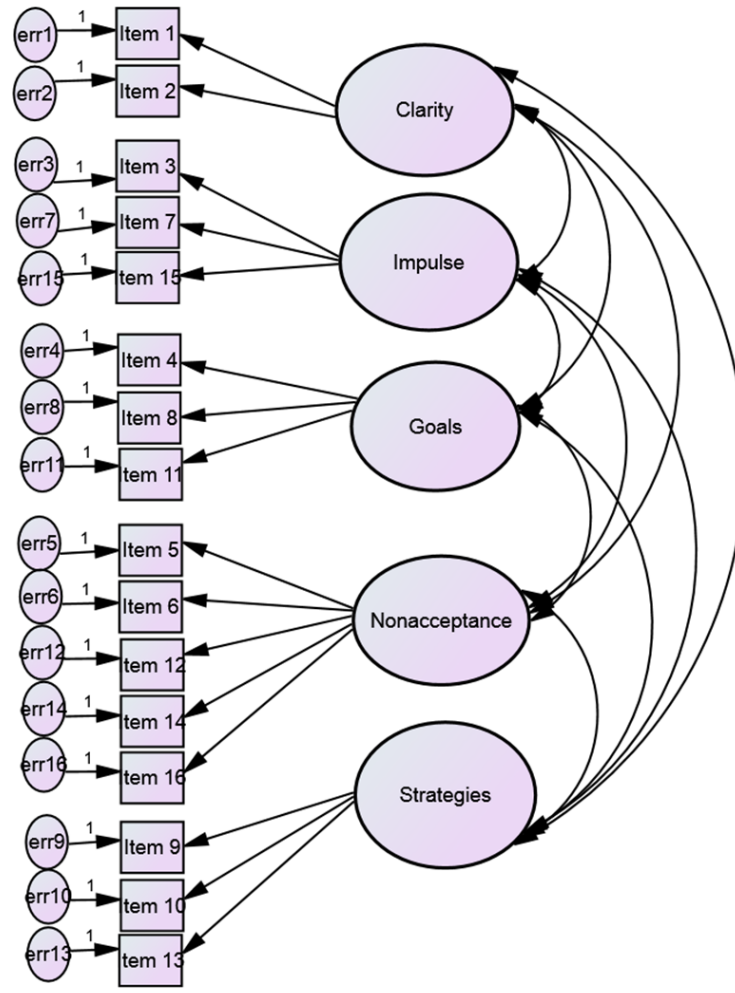 err1 1 Item 1
err2 1 Item 2
Clarity
err3 1 Item 3
err7 1 Item 7
err15 1 tem 15
Impulse
err4 1 Item 4
err8 1 Item 8
err11 1 tem 11
Goals
err5 1 Item 5
err6 1 Item 6
err12 1 tem 12
err14 1 tem 14
err16 1 tem 16
Nonacceptance
err9 1 Item 9
err10 1 tem 10
err13 1 tem 13
Strategies